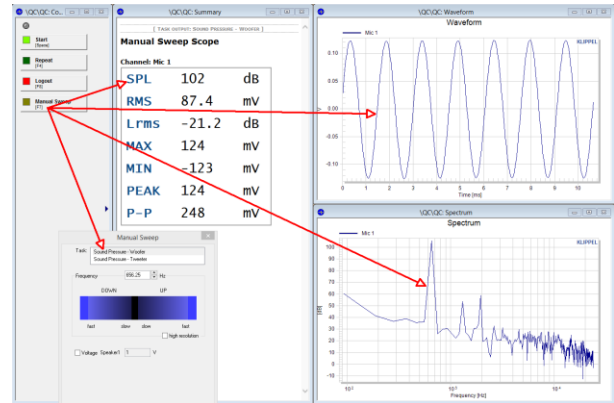 \QC\QC: Co...
Start
[Space]
Repeat
[F4]
Logout
[F6]
Manual Sweep
[F7]
\QC\QC: Summary
[ Task output: Sound Pressure - Woofer ]
Manual Sweep Scope
Channel: Mic 1
SPL 102 dB
RMS 87.4 mV
Lrms -21.2 dB
MAX 124 mV
MIN -123 mV
PEAK 124 mV
P-P 248 mV
Manual Sweep
Task: Sound Pressure - Woofer
Sound Pressure - Tweeter
Frequency 656.25 Hz
DOWN UP
fast slow slow fast
high resolution
Voltage Speaker1 1 V
\QC\QC: Waveform
Waveform
Mic 1
KLIPPEL
0.10
0.05
-0.05
-0.10
0 1 2 3 4 5 6 7 8 9 10
Time [ms]
\QC\QC: Spectrum
Spectrum
Mic 1
KLIPPEL
100
90
80
70
60
50
40
30
20
10
0
-10
10²
10³
10⁴
Frequency [Hz]